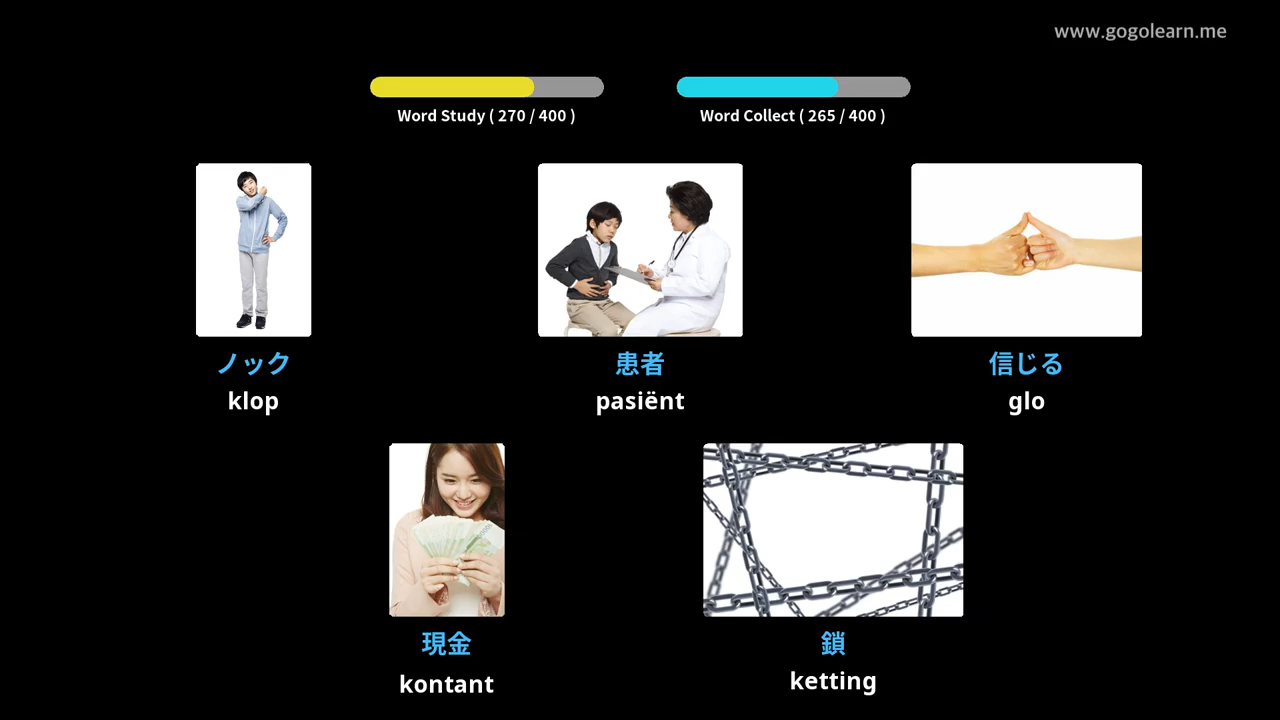 www.gogolearn.me
Word Study ( 270 / 400 )
Word Collect ( 265 / 400 )
ノック
klop
患者
pasiënt
信じる
glo
現金
kontant
鎖
ketting